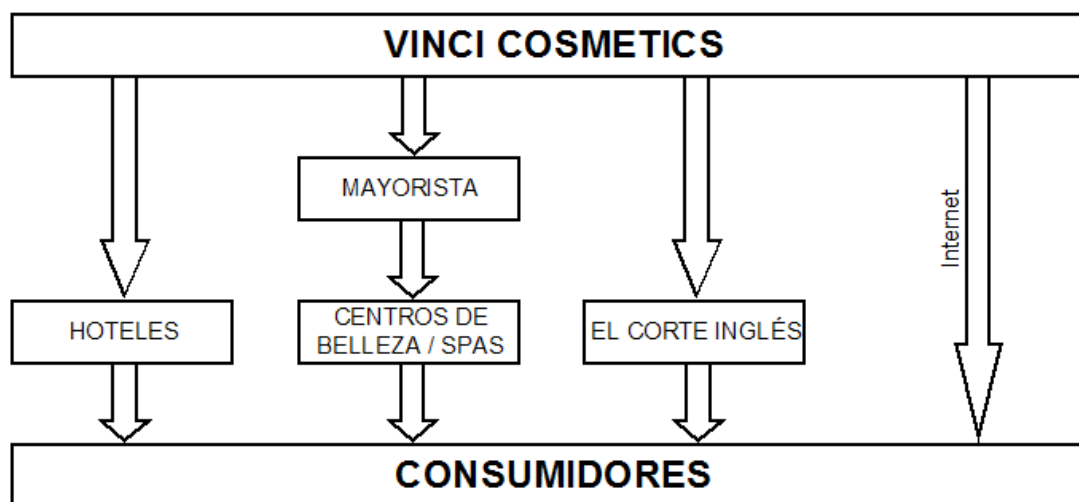 VINCI COSMETICS
MAYORISTA
Internet
HOTELES
CENTROS DE
BELLEZA / SPAS
EL CORTE INGLÉS
CONSUMIDORES